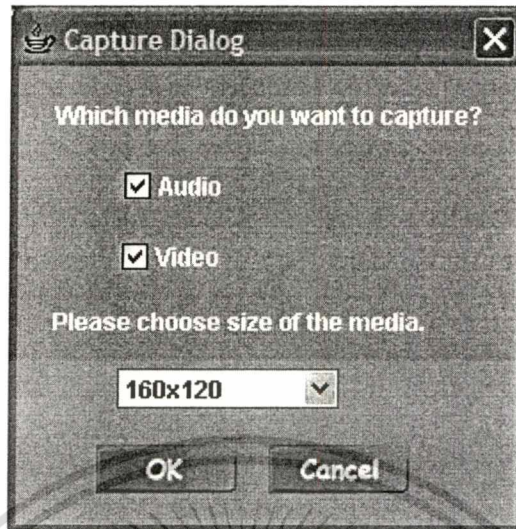 Capture Dialog
Which media do you want to capture?
Audio
Video
Please choose size of the media.
160x120
OK Cancel